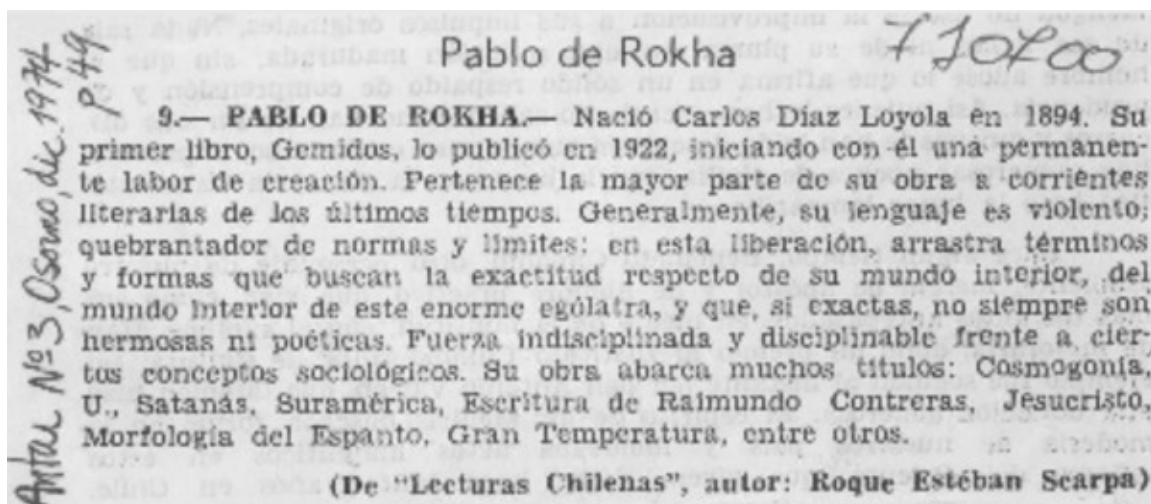 Pablo de Rokha
710700
9.— PABLO DE ROKHA.— Nació Carlos Díaz Loyola en 1894. Su
primer libro, Gemidos, lo publicó en 1922, iniciando con él una permanen-
te labor de creación. Pertenece la mayor parte de su obra a corrientes
literarias de los últimos tiempos. Generalmente, su lenguaje es violento;
quebrantador de normas y límites: en esta liberación, arrastra términos
y formas que buscan la exactitud respecto de su mundo interior, del
mundo interior de este enorme ególatra, y que, si exactas, no siempre son
hermosas ni poéticas. Fuerza indisciplinada y disciplinable frente a cier-
tos conceptos sociológicos. Su obra abarca muchos títulos: Cosmogonía,
U., Satanás, Suramérica, Escritura de Raimundo Contreras, Jesucristo,
Morfología del Espanto, Gran Temperatura, entre otros.
(De "Lecturas Chilenas", autor: Roque Estéban Scarpa)
Nº3, Osorno, dic. 1974
P. 49